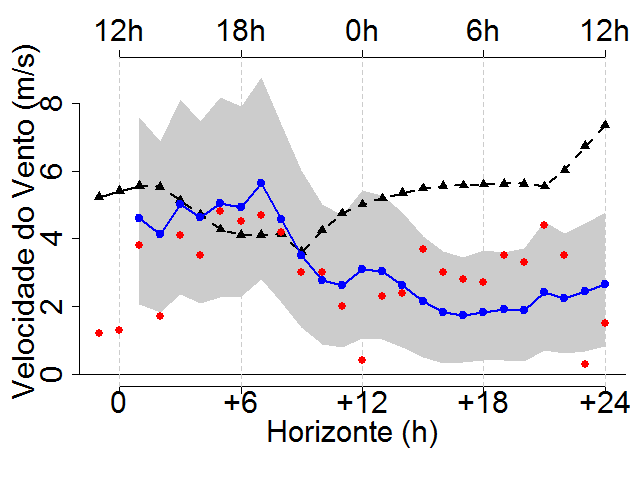 12h 18h 0h 6h 12h
Velocidade do Vento (m/s)
8
6
4
2
0
0 +6 +12 +18 +24
Horizonte (h)